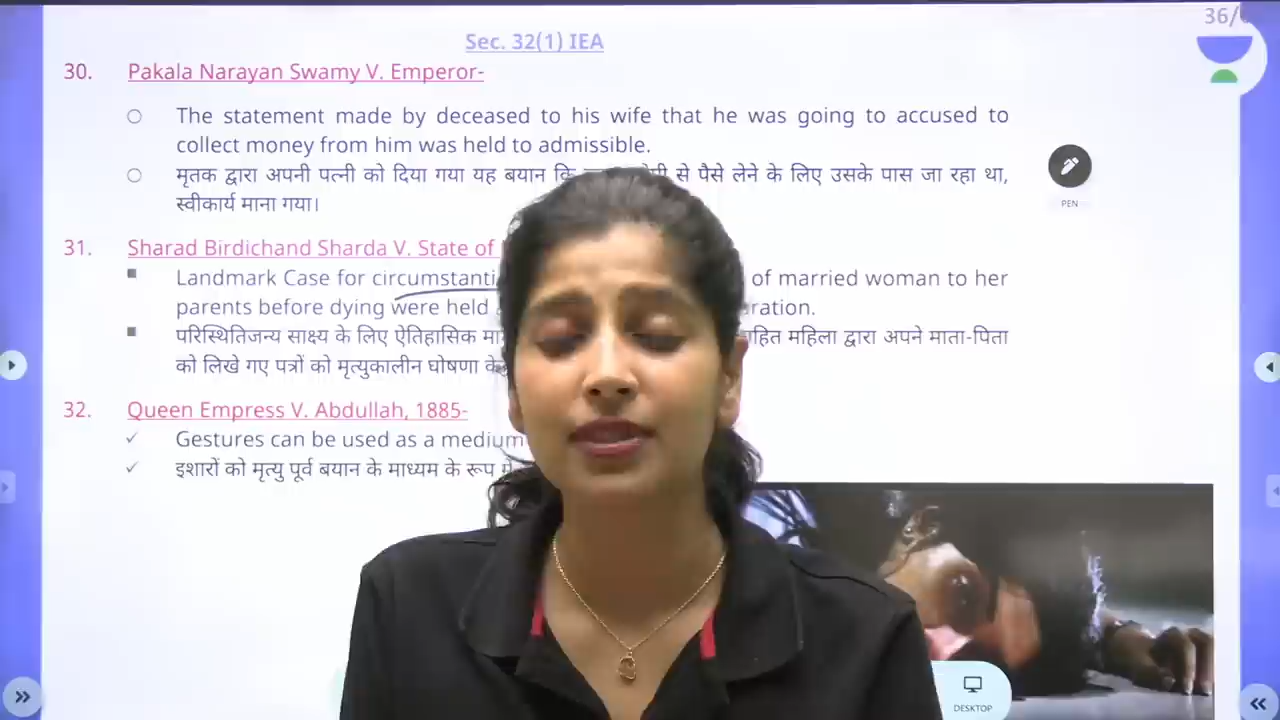 36/
Sec. 32(1) IEA
30. Pakala Narayan Swamy V. Emperor-
The statement made by deceased to his wife that he was going to accused to
collect money from him was held to admissible.
मृतक द्वारा अपनी पत्नी को दिया गया यह बयान कि से पैसे लेने के लिए उसके पास जा रहा था,
स्वीकार्य माना गया।
PEN
31. Sharad Birdichand Sharda V. State of
Landmark Case for of married woman to her
parents before dying were held
परिस्थितिजन्य साक्ष्य के लिए ऐतिहासिक महिला द्वारा अपने माता-पिता
को लिखे गए पत्रों को मृत्युकालीन घोषणा
32. Queen Empress V. Abdullah, 1885-
Gestures can be used as a medium
इशारों को मृत्यु पूर्व बयान के माध्यम के रूप
DESKTOP